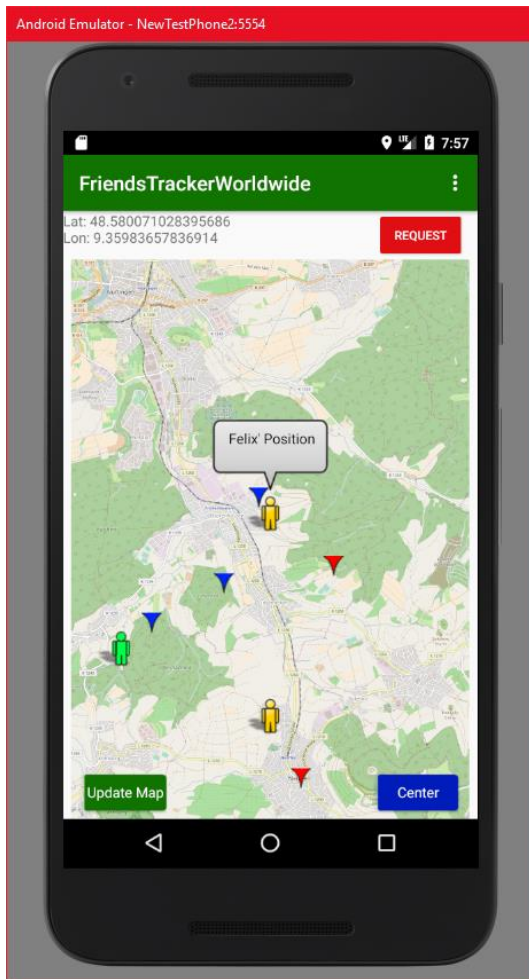 Android Emulator - NewTestPhone2:5554
LTE 7:57
FriendsTrackerWorldwide
Lat: 48.580071028395686
Lon: 9.35983657836914
REQUEST
Felix' Position
Update Map
Center